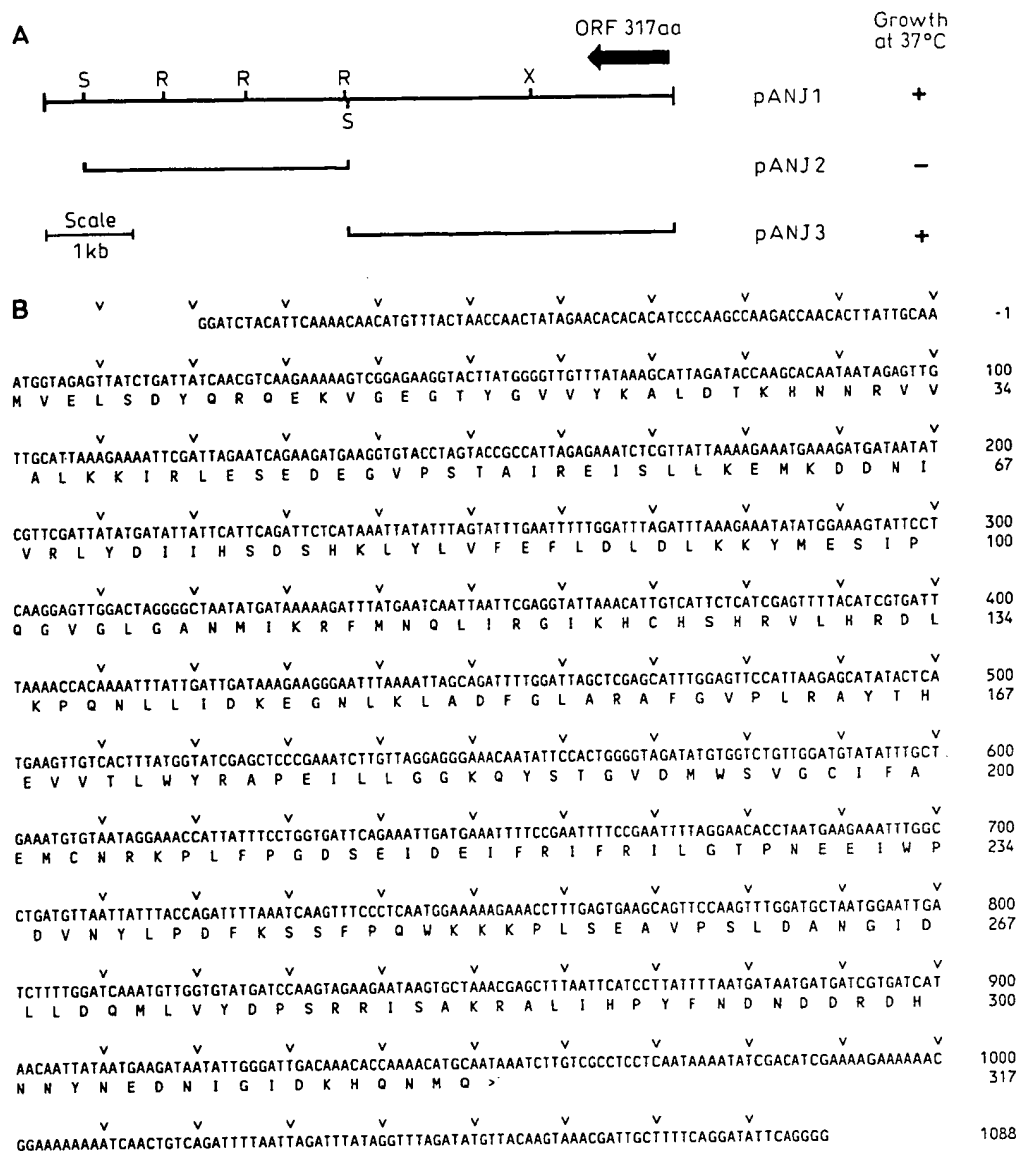 A
ORF 317aa
Growth
at 37°C
S R R R X
pANJ1 +
S
pANJ2 −
Scale
1kb
pANJ3 +
B
v v v v v v v v v v
GGATCTACATTCAAAACAACATGTTTACTAACCAACTATAGAACACACACATCCCAAGCCAAGACCAACACTTATTGCAA -1
v v v v v v v v v v
ATGGTAGAGTTATCTGATTATCAACGTCAAGAAAAAGTCGGAGAAGGTACTTATGGGGTTGTTTATAAAGCATTAGATACCAAGCACAATAATAGAGTTG 100
M V E L S D Y Q R Q E K V G E G T Y G V V Y K A L D T K H N N R V V 34
v v v v v v v v v v
TTGCATTAAAGAAAATTCGATTAGAATCAGAAGATGAAGGTGTACCTAGTACCGCCATTAGAGAAATCTCGTTATTAAAAGAAATGAAAGATGATAATAT 200
A L K K I R L E S E D E G V P S T A I R E I S L L K E M K D D N I 67
v v v v v v v v v v
CGTTCGATTATATGATATTATTCATTCAGATTCTCATAAATTATATTTAGTATTTGAATTTTTGGATTTAGATTTAAAGAAATATATGGAAAGTATTCCT 300
V R L Y D I I H S D S H K L Y L V F E F L D L D L K K Y M E S I P 100
v v v v v v v v v v
CAAGGAGTTGGACTAGGGGCTAATATGATAAAAAGATTTATGAATCAATTAATTCGAGGTATTAAACATTGTCATTCTCATCGAGTTTTACATCGTGATT 400
Q G V G L G A N M I K R F M N Q L I R G I K H C H S H R V L H R D L 134
v v v v v v v v v v
TAAAACCACAAAATTTATTGATTGATAAAGAAGGGAATTTAAAATTAGCAGATTTTGGATTAGCTCGAGCATTTGGAGTTCCATTAAGAGCATATACTCA 500
K P Q N L L I D K E G N L K L A D F G L A R A F G V P L R A Y T H 167
v v v v v v v v v v
TGAAGTTGTCACTTTATGGTATCGAGCTCCCGAAATCTTGTTAGGAGGGAAACAATATTCCACTGGGGTAGATATGTGGTCTGTTGGATGTATATTTGCT 600
E V V T L W Y R A P E I L L G G K Q Y S T G V D M W S V G C I F A 200
v v v v v v v v v v
GAAATGTGTAATAGGAAACCATTATTTCCTGGTGATTCAGAAATTGATGAAATTTTCCGAATTTTCCGAATTTTAGGAACACCTAATGAAGAAATTTGGC 700
E M C N R K P L F P G D S E I D E I F R I F R I L G T P N E E I W P 234
v v v v v v v v v v
CTGATGTTAATTATTTACCAGATTTTAAATCAAGTTTCCCTCAATGGAAAAAGAAACCTTTGAGTGAAGCAGTTCCAAGTTTGGATGCTAATGGAATTGA 800
D V N Y L P D F K S S F P Q W K K K P L S E A V P S L D A N G I D 267
v v v v v v v v v v
TCTTTTGGATCAAATGTTGGTGTATGATCCAAGTAGAAGAATAAGTGCTAAACGAGCTTTAATTCATCCTTATTTTAATGATAATGATGATCGTGATCAT 900
L L D Q M L V Y D P S R R I S A K R A L I H P Y F N D N D D R D H 300
v v v v v v v v v v
AACAATTATAATGAAGATAATATTGGGATTGACAAACACCAAAACATGCAATAAATCTTGTCGCCTCCTCAATAAAATATCGACATCGAAAAGAAAAAAC 1000
N N Y N E D N I G I D K H Q N M Q > 317
v v v v v v v v
GGAAAAAAAATCAACTGTCAGATTTTAATTAGATTTATAGGTTTAGATATGTTACAAGTAAACGATTGCTTTTCAGGATATTCAGGGG 1088